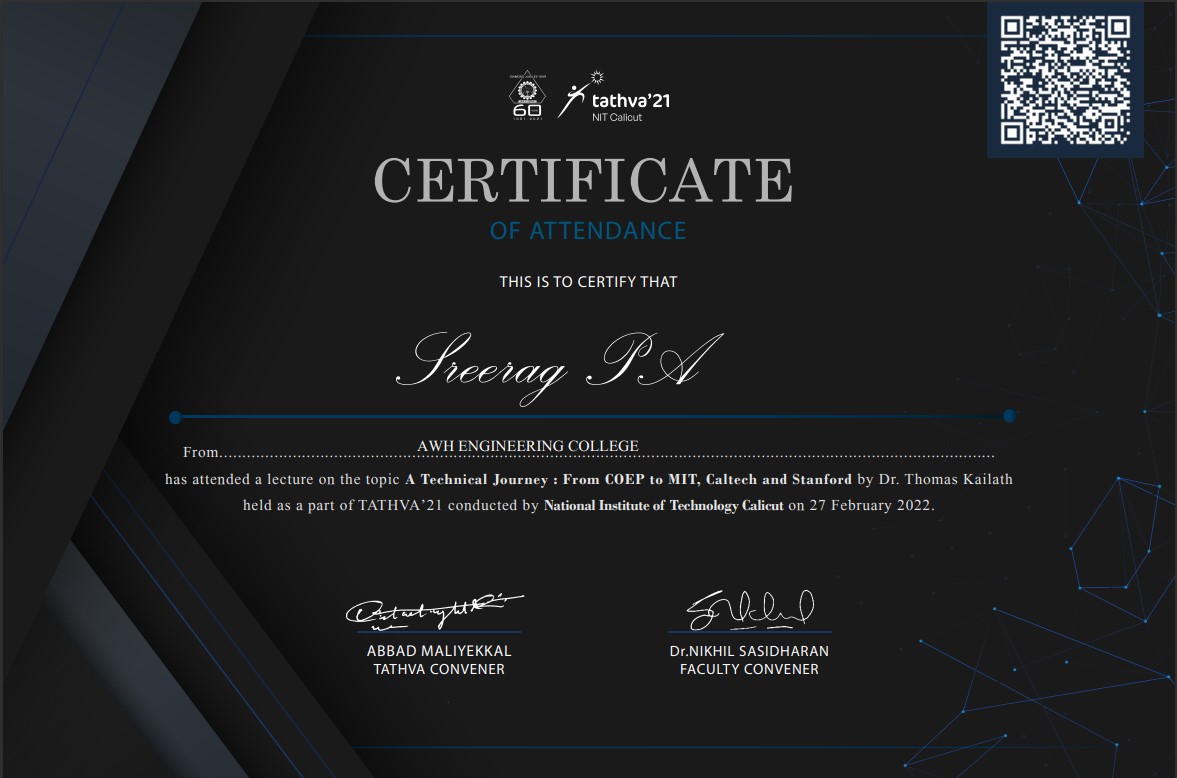 60
tathva'21
NIT Calicut
CERTIFICATE
OF ATTENDANCE
THIS IS TO CERTIFY THAT
Sreerag P A
From.......................................... AWH ENGINEERING COLLEGE ..............................................................................
has attended a lecture on the topic A Technical Journey : From COEP to MIT, Caltech and Stanford by Dr. Thomas Kailath
held as a part of TATHVA'21 conducted by National Institute of Technology Calicut on 27 February 2022.
ABBAD MALIYEKKAL
TATHVA CONVENER
Dr.NIKHIL SASIDHARAN
FACULTY CONVENER